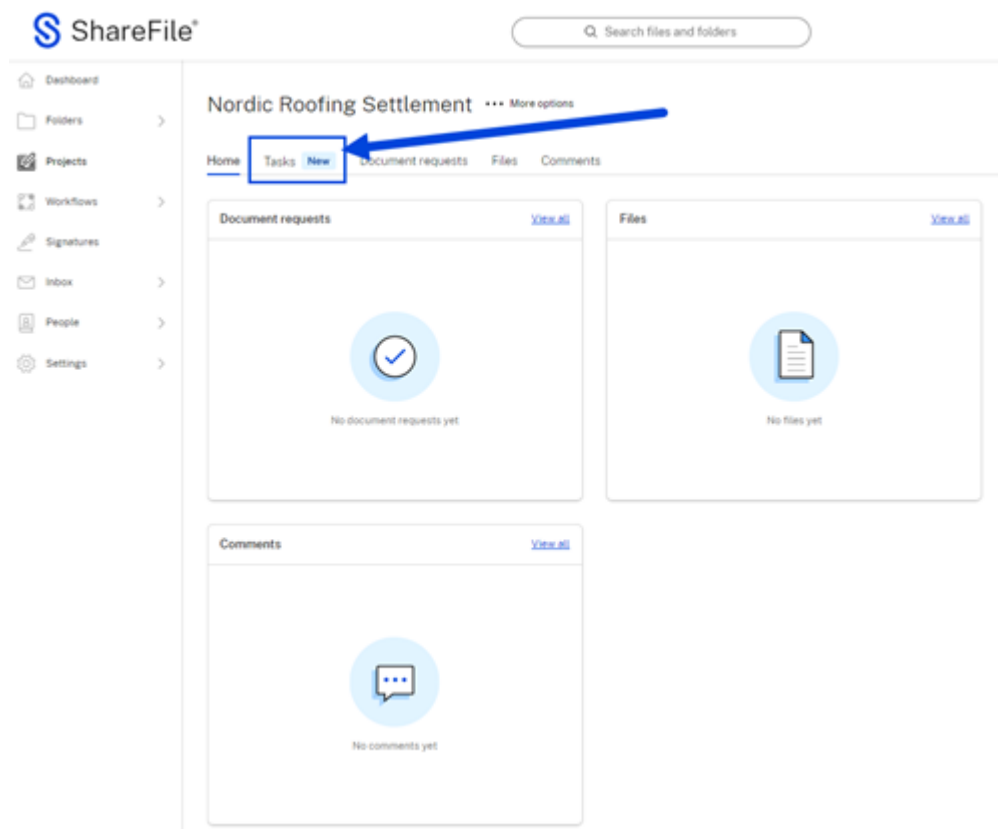 ShareFile®
Search files and folders
Dashboard
Folders
Projects
Workflows
Signatures
Inbox
People
Settings
Nordic Roofing Settlement ••• More options
Home Tasks New Document requests Files Comments
Document requests View all
No document requests yet
Files View all
No files yet
Comments View all
No comments yet